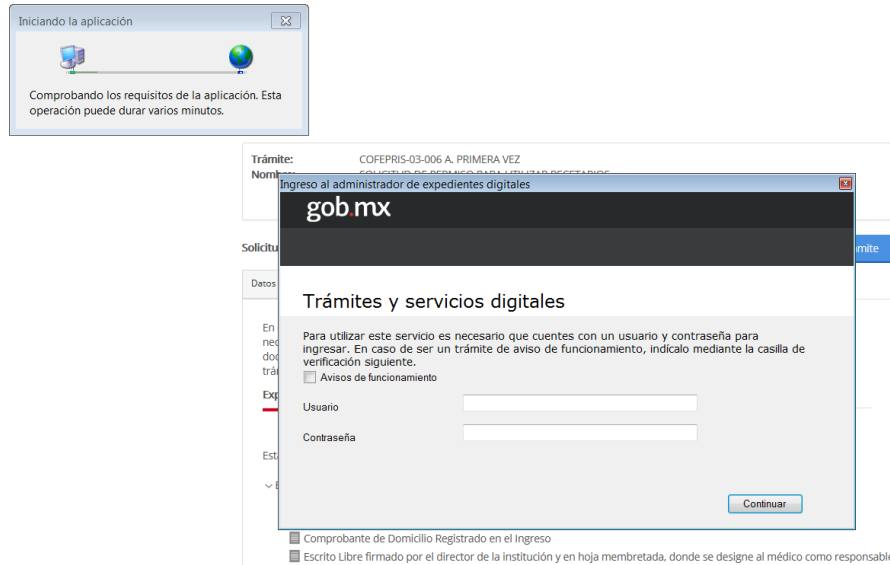 Iniciando la aplicación
Comprobando los requisitos de la aplicación. Esta
operación puede durar varios minutos.
Trámite: COFEPRIS-03-006 A. PRIMERA VEZ
Ingreso al administrador de expedientes digitales
gob.mx
Solicitu
mite
Datos
Trámites y servicios digitales
En
Para utilizar este servicio es necesario que cuentes con un usuario y contraseña para
ingresar. En caso de ser un trámite de aviso de funcionamiento, indícalo mediante la casilla de
verificación siguiente.
Avisos de funcionamiento
Exp
Usuario
Contraseña
Est
Continuar
Comprobante de Domicilio Registrado en el Ingreso
Escrito Libre firmado por el director de la institución y en hoja membretada, donde se designe al médico como responsable